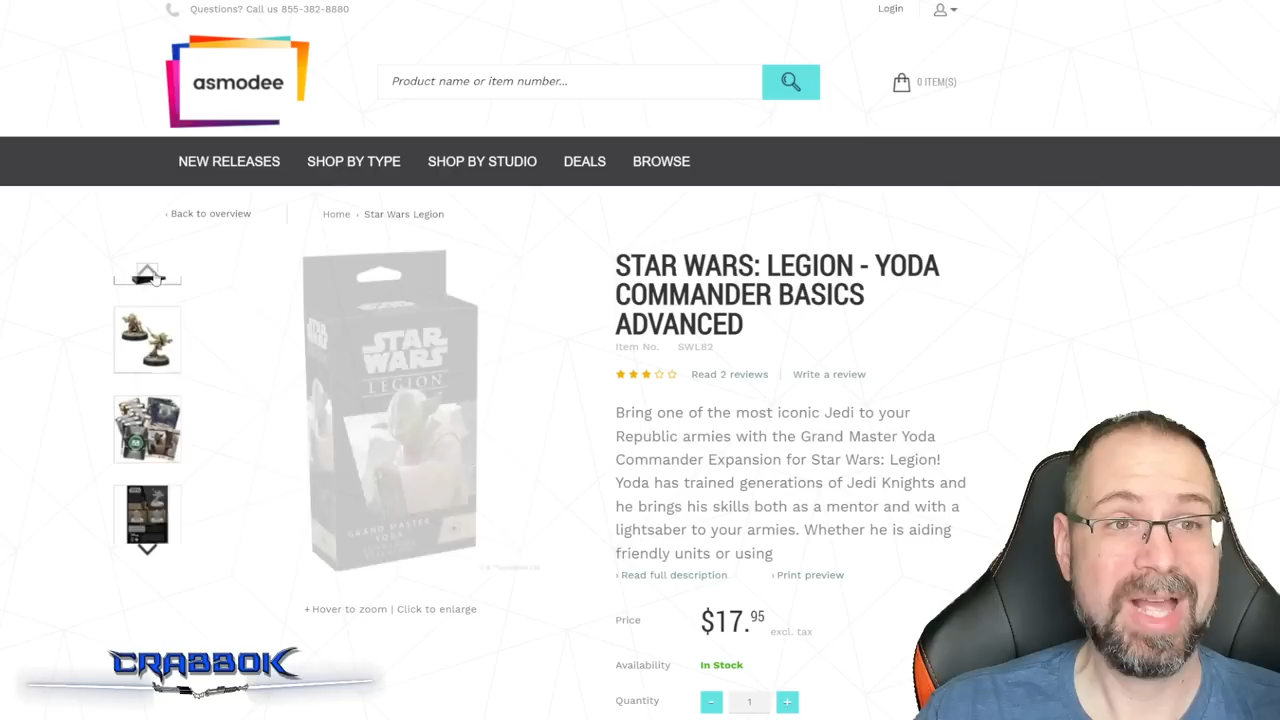 Questions? Call us 855-382-8880
Login
asmodee
Product name or item number...
0 ITEM(S)
NEW RELEASES SHOP BY TYPE SHOP BY STUDIO DEALS BROWSE
‹ Back to overview
Home › Star Wars Legion
STAR WARS: LEGION - YODA
COMMANDER BASICS
ADVANCED
Item No. SWL82
Read 2 reviews
Write a review
Bring one of the most iconic Jedi to your
Republic armies with the Grand Master Yoda
Commander Expansion for Star Wars: Legion!
Yoda has trained generations of Jedi Knights and
he brings his skills both as a mentor and with a
lightsaber to your armies. Whether he is aiding
friendly units or using
› Read full description
› Print preview
STAR
WARS
LEGION
GRAND MASTER
YODA
+ Hover to zoom | Click to enlarge
Price $17.95 excl. tax
Availability In Stock
Quantity - 1 +
CRABBOK